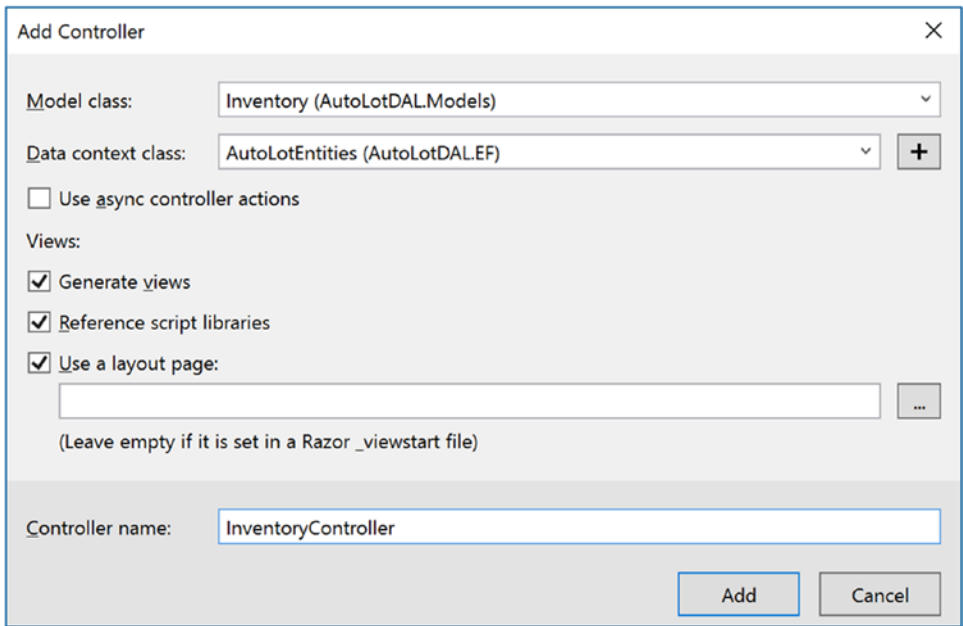 Add Controller
Model class: Inventory (AutoLotDAL.Models)
Data context class: AutoLotEntities (AutoLotDAL.EF) +
Use async controller actions
Views:
Generate views
Reference script libraries
Use a layout page:
...
(Leave empty if it is set in a Razor _viewstart file)
Controller name: InventoryController
Add Cancel